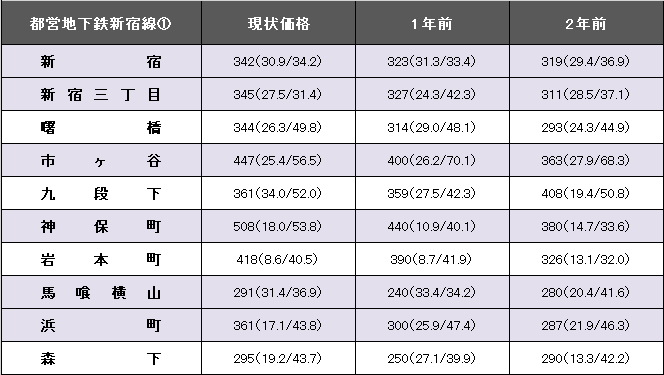 都営地下鉄新宿線① 現状価格 1年前 2年前
新宿 342(30.9/34.2) 323(31.3/33.4) 319(29.4/36.9)
新宿三丁目 345(27.5/31.4) 327(24.3/42.3) 311(28.5/37.1)
曙橋 344(26.3/49.8) 314(29.0/48.1) 293(24.3/44.9)
市ヶ谷 447(25.4/56.5) 400(26.2/70.1) 363(27.9/68.3)
九段下 361(34.0/52.0) 359(27.5/42.3) 408(19.4/50.8)
神保町 508(18.0/53.8) 440(10.9/40.1) 380(14.7/33.6)
岩本町 418(8.6/40.5) 390(8.7/41.9) 326(13.1/32.0)
馬喰横山 291(31.4/36.9) 240(33.4/34.2) 280(20.4/41.6)
浜町 361(17.1/43.8) 300(25.9/47.4) 287(21.9/46.3)
森下 295(19.2/43.7) 250(27.1/39.9) 290(13.3/42.2)